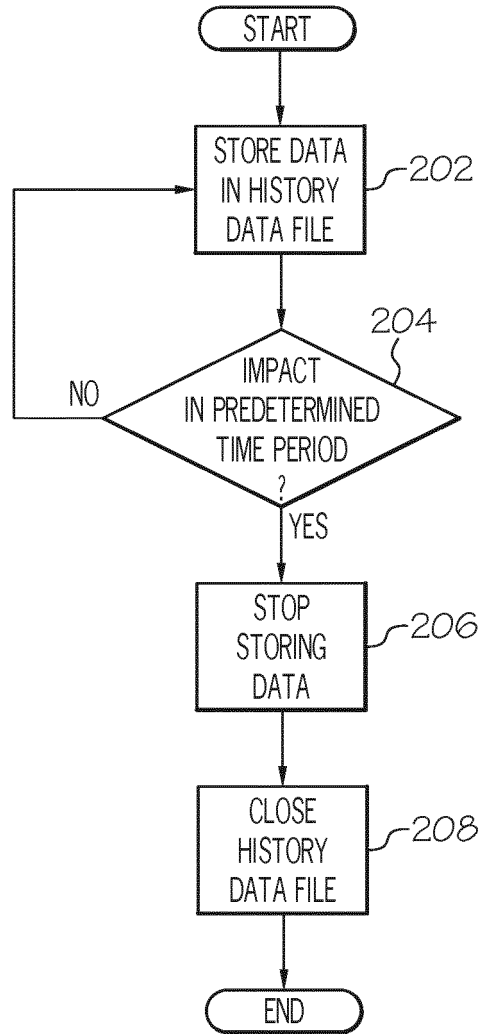 START
STORE DATA
IN HISTORY
DATA FILE
202
204
IMPACT
IN PREDETERMINED
TIME PERIOD
?
NO
YES
STOP
STORING
DATA
206
CLOSE
HISTORY
DATA FILE
208
END